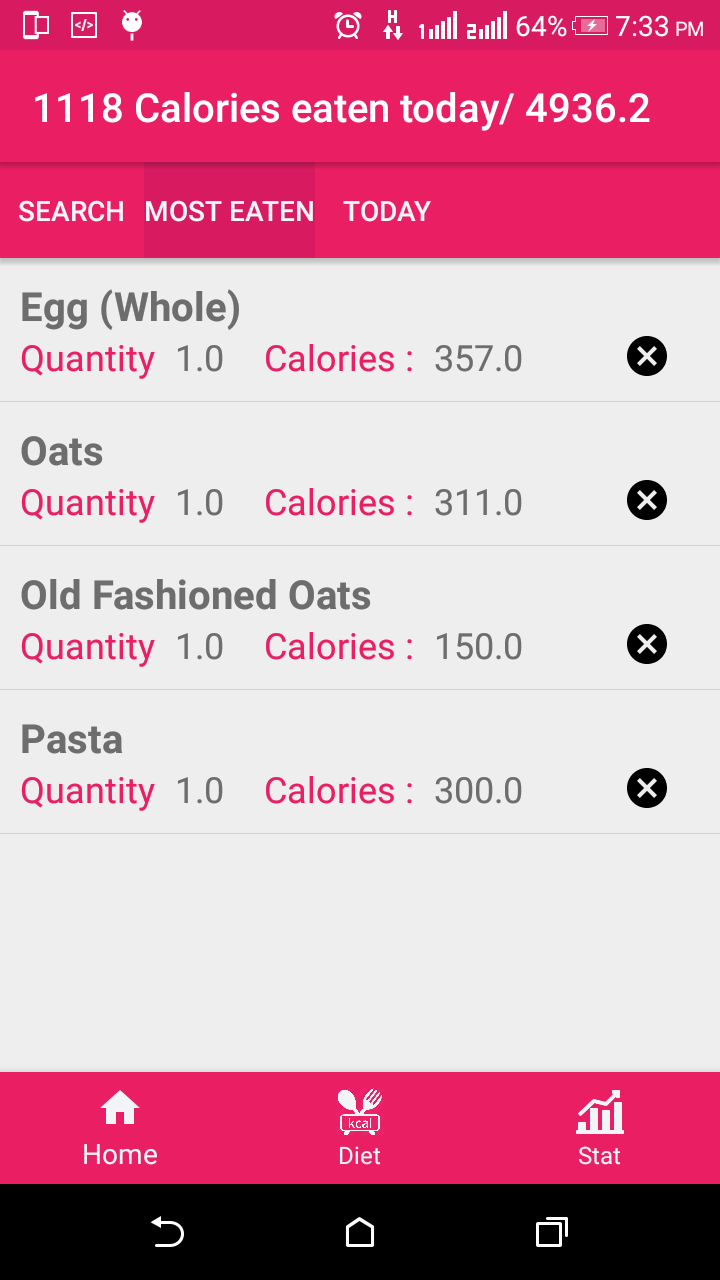 </> H 1 2 64% 7:33 PM
1118 Calories eaten today/ 4936.2
SEARCH MOST EATEN TODAY
Egg (Whole)
Quantity 1.0 Calories : 357.0
Oats
Quantity 1.0 Calories : 311.0
Old Fashioned Oats
Quantity 1.0 Calories : 150.0
Pasta
Quantity 1.0 Calories : 300.0
kcal
Home Diet Stat